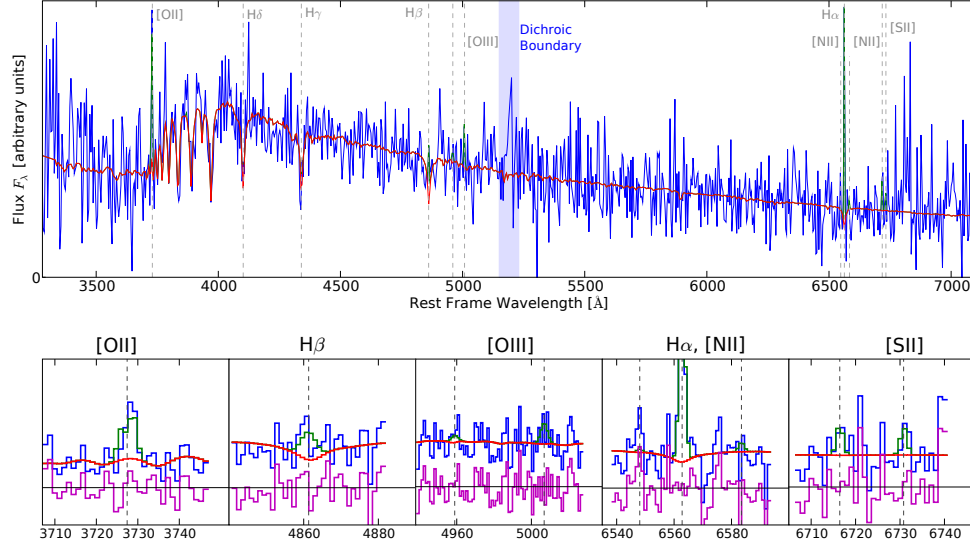 [OII]
Hδ
Hγ
Hβ
[OIII]
Dichroic
Boundary
Hα
[NII]
[NII]
[SII]
Flux F_λ [arbitrary units]
0
3500
4000
4500
5000
5500
6000
6500
7000
Rest Frame Wavelength [Å]
[OII]
Hβ
[OIII]
Hα, [NII]
[SII]
3710
3720
3730
3740
4860
4880
4960
5000
6540
6560
6580
6710
6720
6730
6740